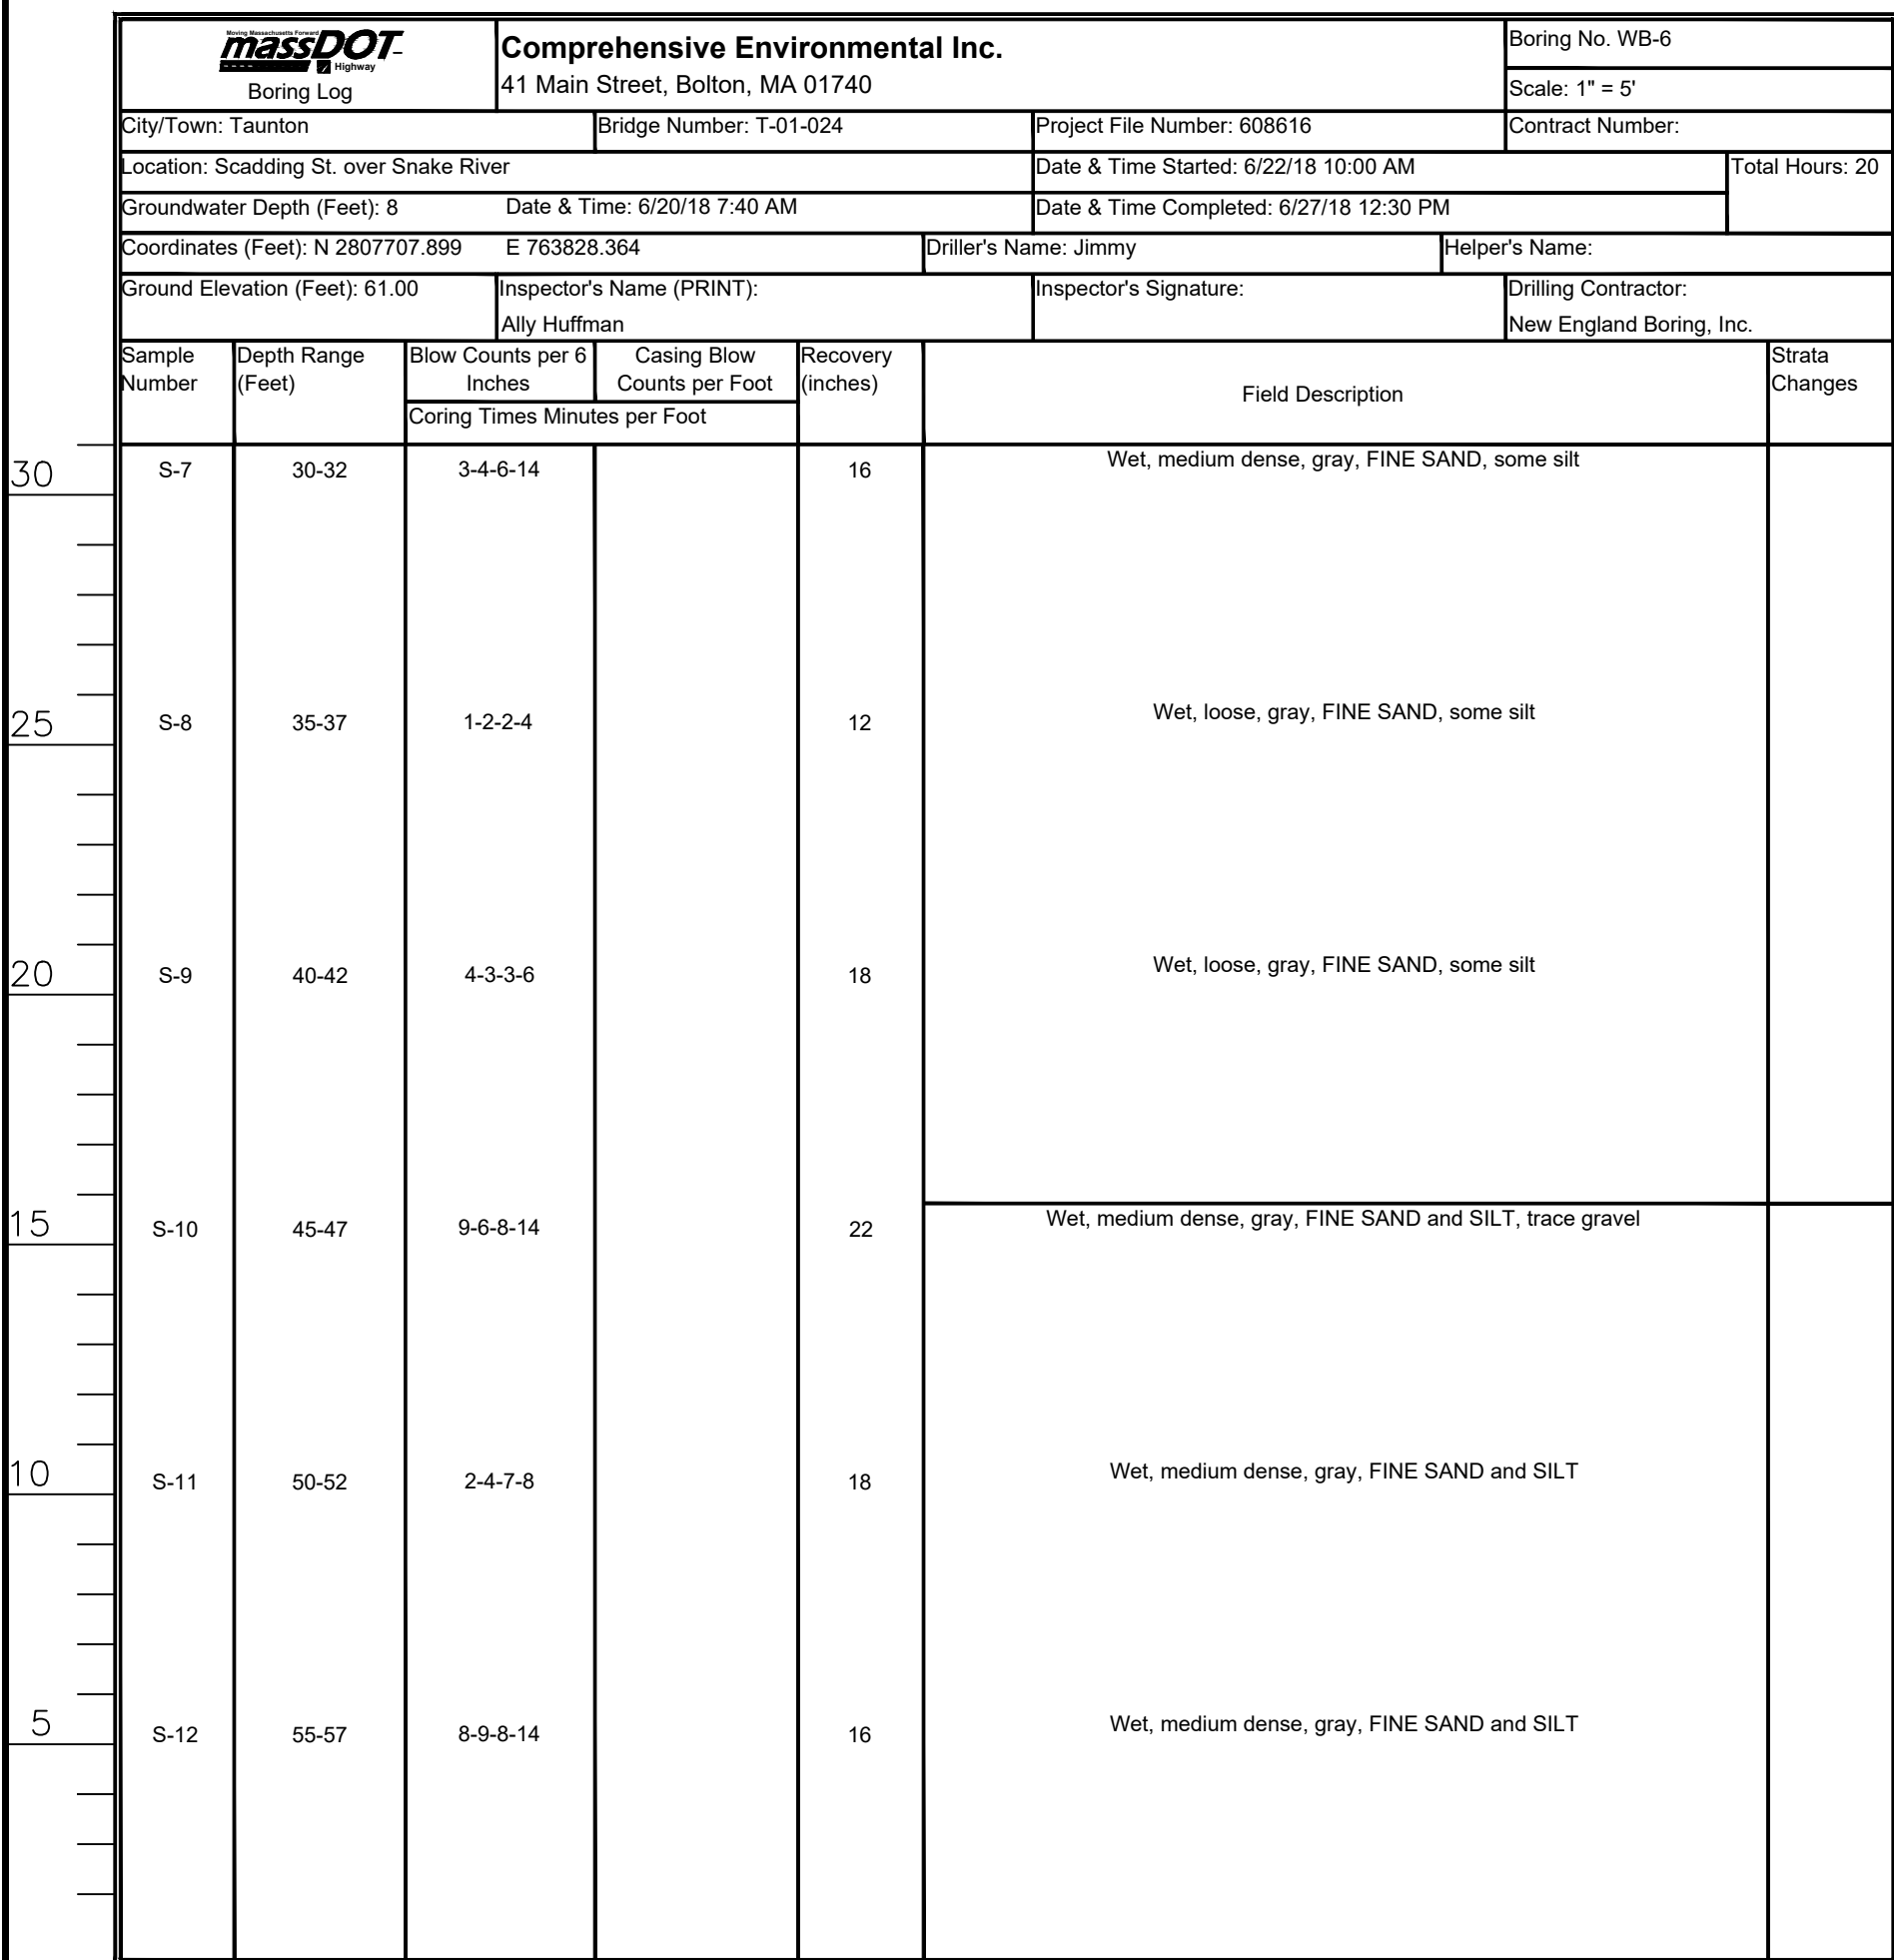 Moving Massachusetts Forward
massDOT
Highway
Boring Log
Comprehensive Environmental Inc.
41 Main Street, Bolton, MA 01740
Boring No. WB-6
Scale: 1" = 5'
City/Town: Taunton
Bridge Number: T-01-024
Project File Number: 608616
Contract Number:
Location: Scadding St. over Snake River
Date & Time Started: 6/22/18 10:00 AM
Total Hours: 20
Groundwater Depth (Feet): 8 Date & Time: 6/20/18 7:40 AM
Date & Time Completed: 6/27/18 12:30 PM
Coordinates (Feet): N 2807707.899 E 763828.364
Driller's Name: Jimmy
Helper's Name:
Ground Elevation (Feet): 61.00
Inspector's Name (PRINT):
Ally Huffman
Inspector's Signature:
Drilling Contractor:
New England Boring, Inc.
Sample
Number
Depth Range
(Feet)
Blow Counts per 6
Inches
Casing Blow
Counts per Foot
Coring Times Minutes per Foot
Recovery
(inches)
Field Description
Strata
Changes
30 S-7 30-32 3-4-6-14 16 Wet, medium dense, gray, FINE SAND, some silt
25 S-8 35-37 1-2-2-4 12 Wet, loose, gray, FINE SAND, some silt
20 S-9 40-42 4-3-3-6 18 Wet, loose, gray, FINE SAND, some silt
15 S-10 45-47 9-6-8-14 22 Wet, medium dense, gray, FINE SAND and SILT, trace gravel
10 S-11 50-52 2-4-7-8 18 Wet, medium dense, gray, FINE SAND and SILT
5 S-12 55-57 8-9-8-14 16 Wet, medium dense, gray, FINE SAND and SILT